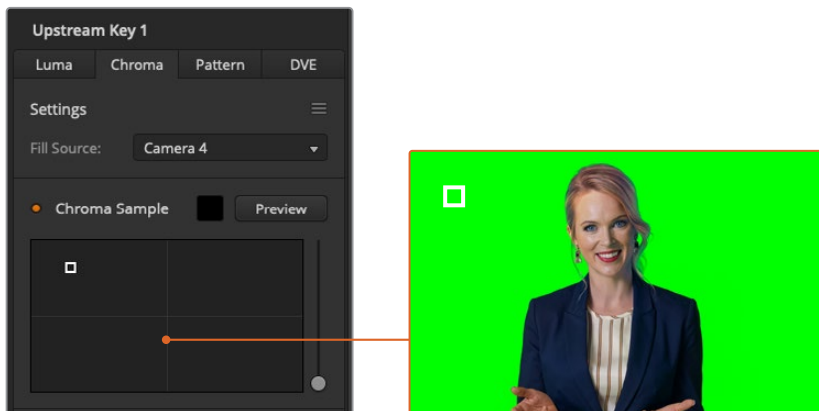 Upstream Key 1
Luma Chroma Pattern DVE
Settings
Fill Source: Camera 4
Chroma Sample Preview